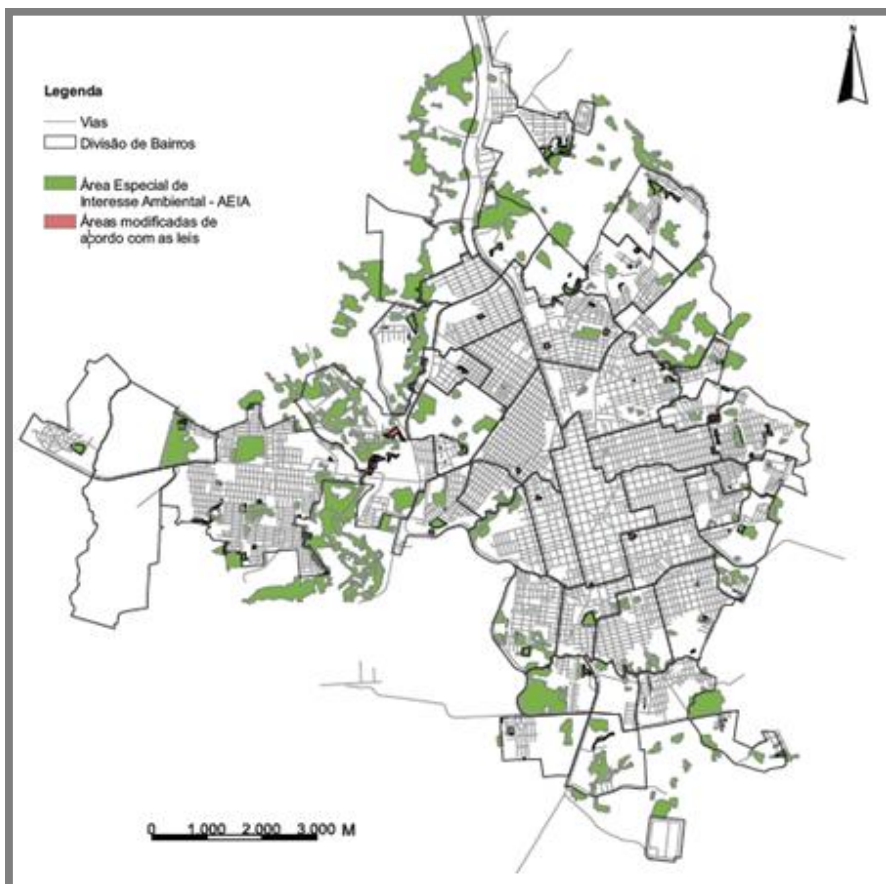 N
Legenda
Vias
Divisão de Bairros
Área Especial de
Interesse Ambiental - AEIA
Áreas modificadas de
acordo com as leis
0 1.000 2.000 3.000 M